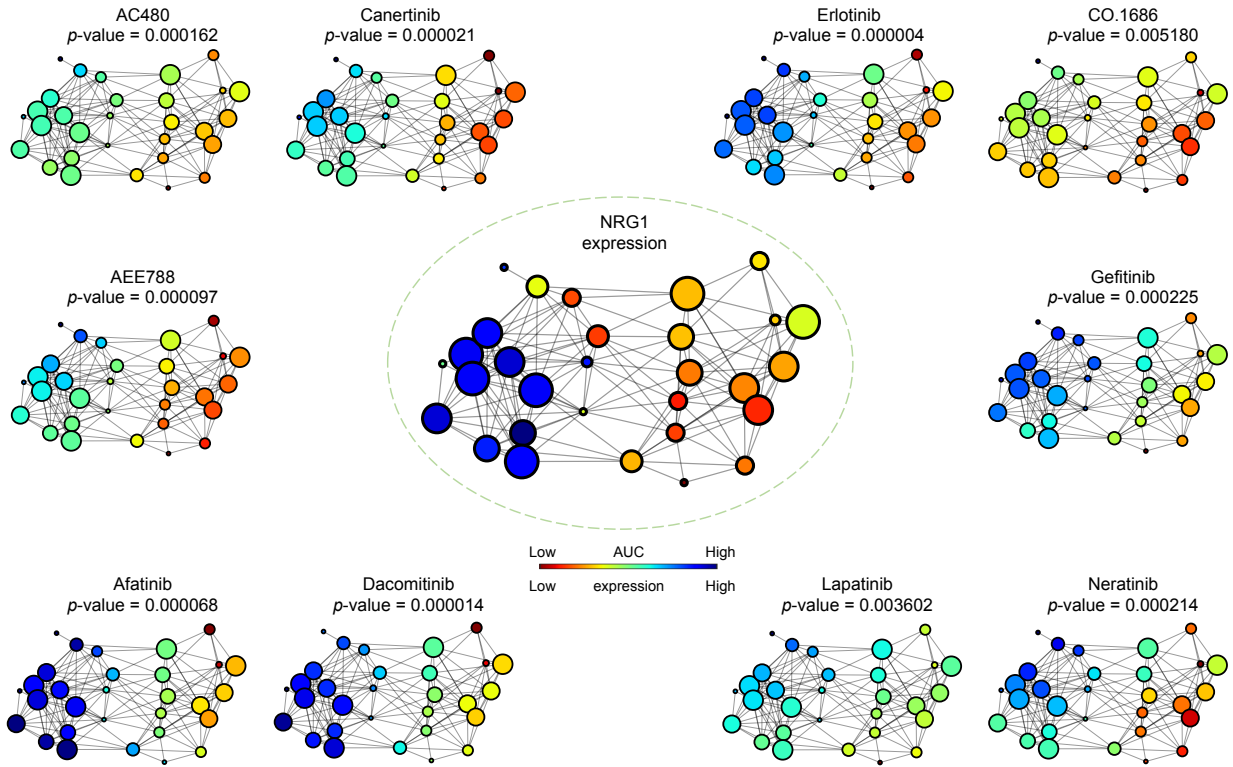 AC480
p-value = 0.000162
Canertinib
p-value = 0.000021
Erlotinib
p-value = 0.000004
CO.1686
p-value = 0.005180
NRG1
expression
AEE788
p-value = 0.000097
Gefitinib
p-value = 0.000225
Low AUC High
Low expression High
Afatinib
p-value = 0.000068
Dacomitinib
p-value = 0.000014
Lapatinib
p-value = 0.003602
Neratinib
p-value = 0.000214